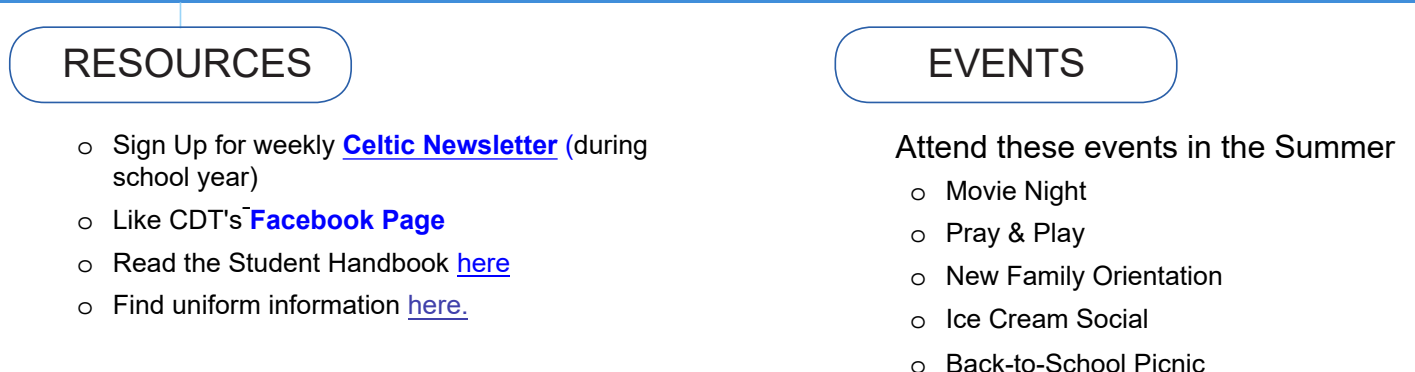 RESOURCES
o Sign Up for weekly Celtic Newsletter (during
school year)
o Like CDT's Facebook Page
o Read the Student Handbook here
o Find uniform information here.
EVENTS
Attend these events in the Summer
o Movie Night
o Pray & Play
o New Family Orientation
o Ice Cream Social
o Back-to-School Picnic